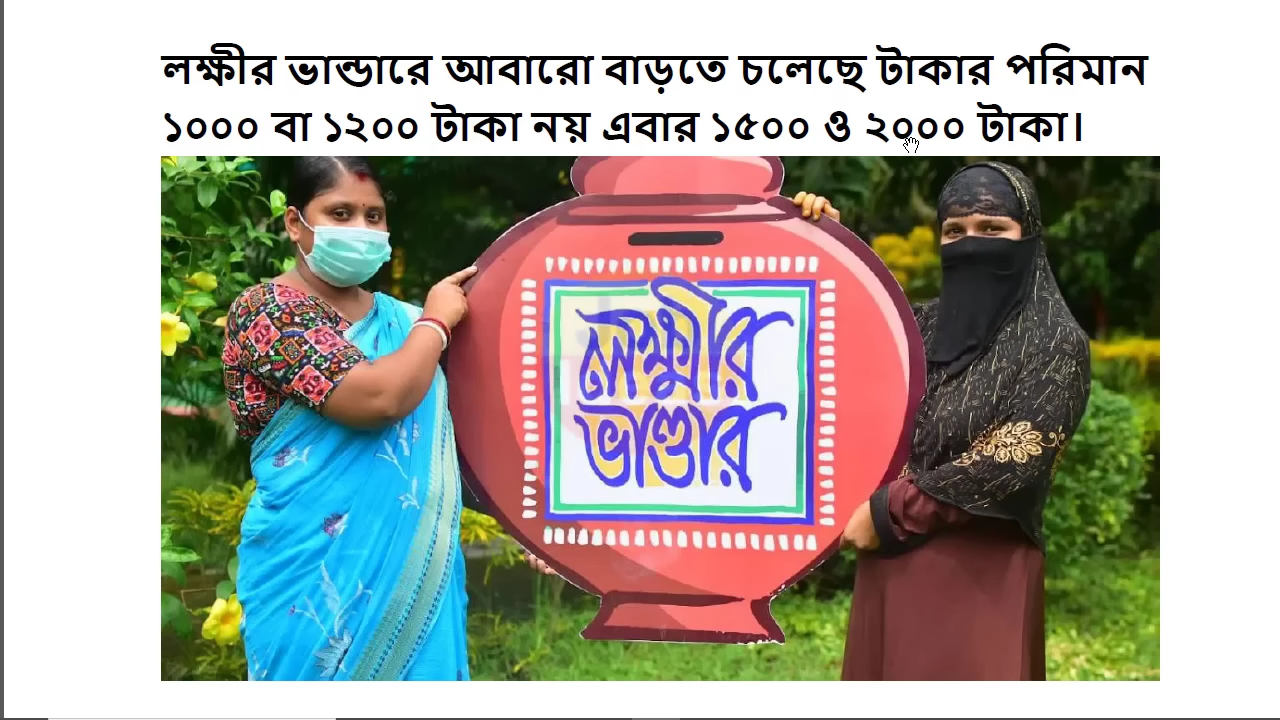 লক্ষীর ভান্ডারে আবারো বাড়তে চলেছে টাকার পরিমান
১০০০ বা ১২০০ টাকা নয় এবার ১৫০০ ও ২০০০ টাকা।
লক্ষ্মীর
ভাণ্ডার